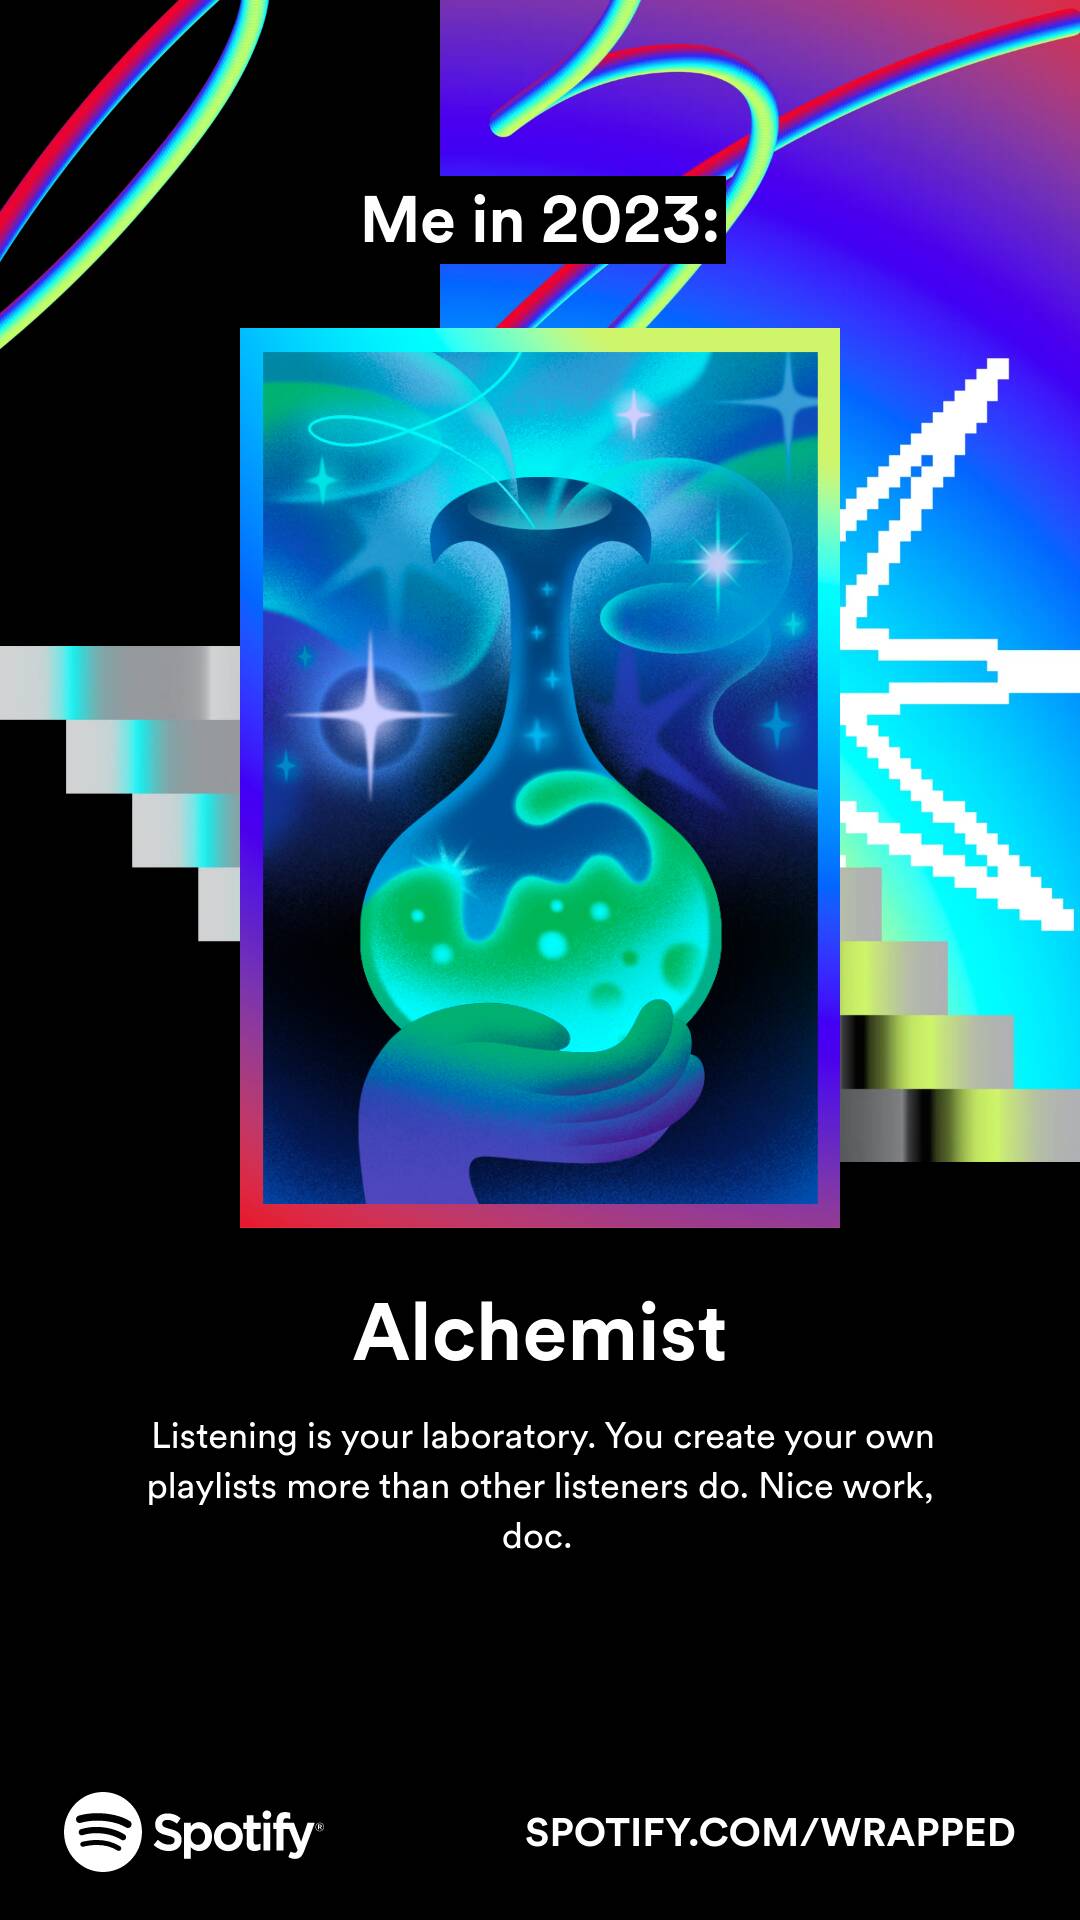 Me in 2023:
Alchemist
Listening is your laboratory. You create your own
playlists more than other listeners do. Nice work,
doc.
Spotify®
SPOTIFY.COM/WRAPPED